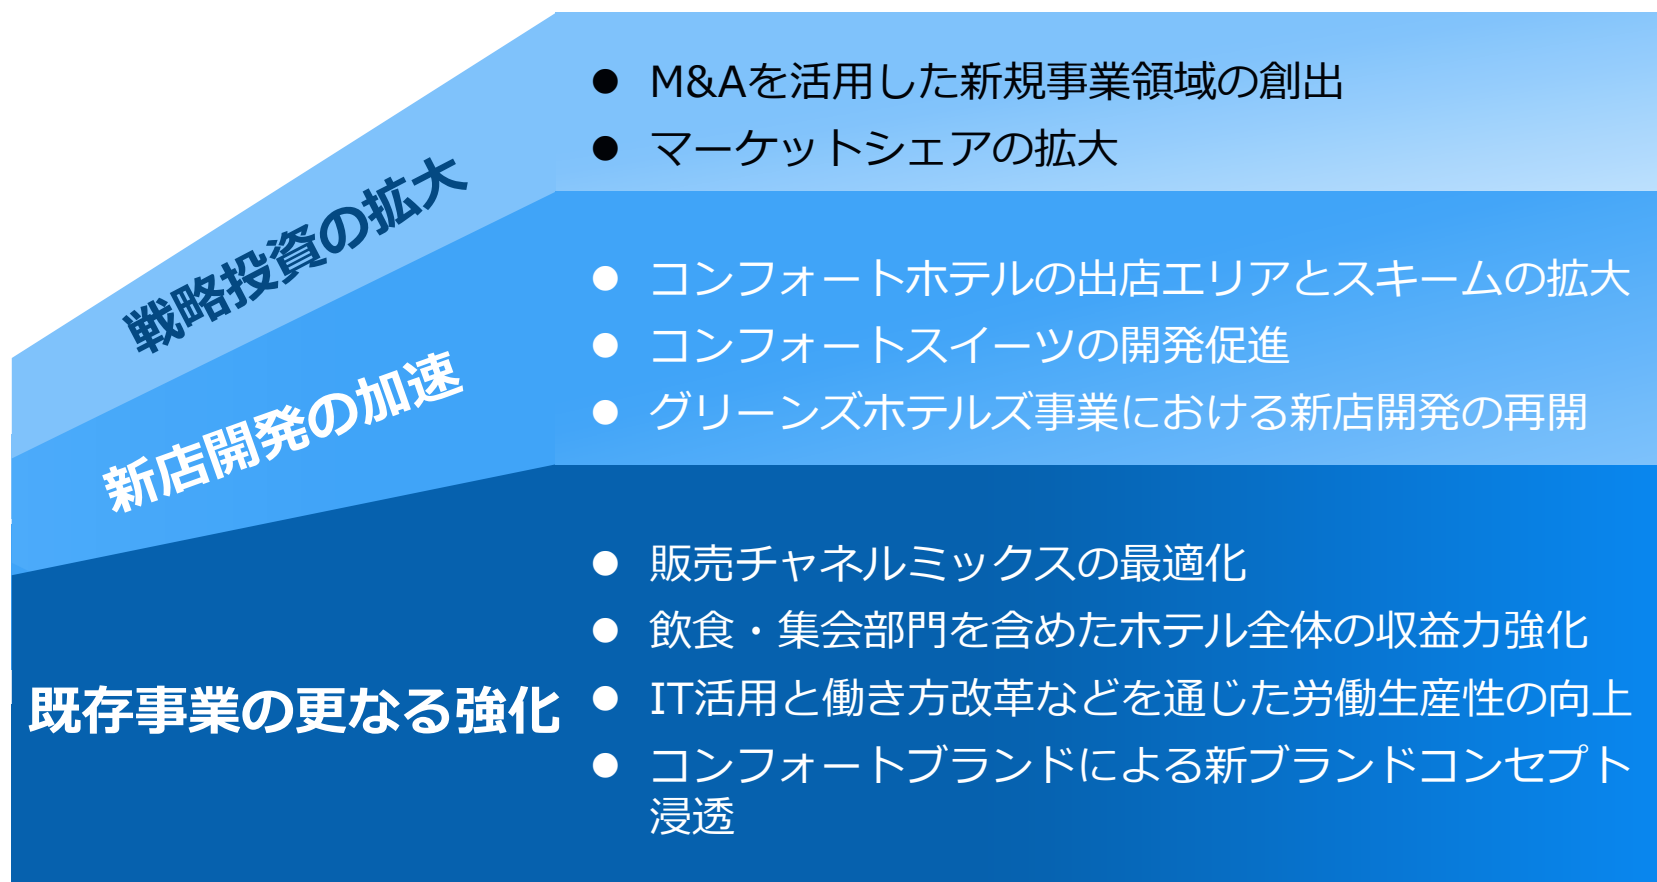 戦略投資の拡大
● M&Aを活用した新規事業領域の創出
● マーケットシェアの拡大
新店開発の加速
● コンフォートホテルの出店エリアとスキームの拡大
● コンフォートスイーツの開発促進
● グリーンズホテルズ事業における新店開発の再開
既存事業の更なる強化
● 販売チャネルミックスの最適化
● 飲食・集会部門を含めたホテル全体の収益力強化
● IT活用と働き方改革などを通じた労働生産性の向上
● コンフォートブランドによる新ブランドコンセプト
浸透